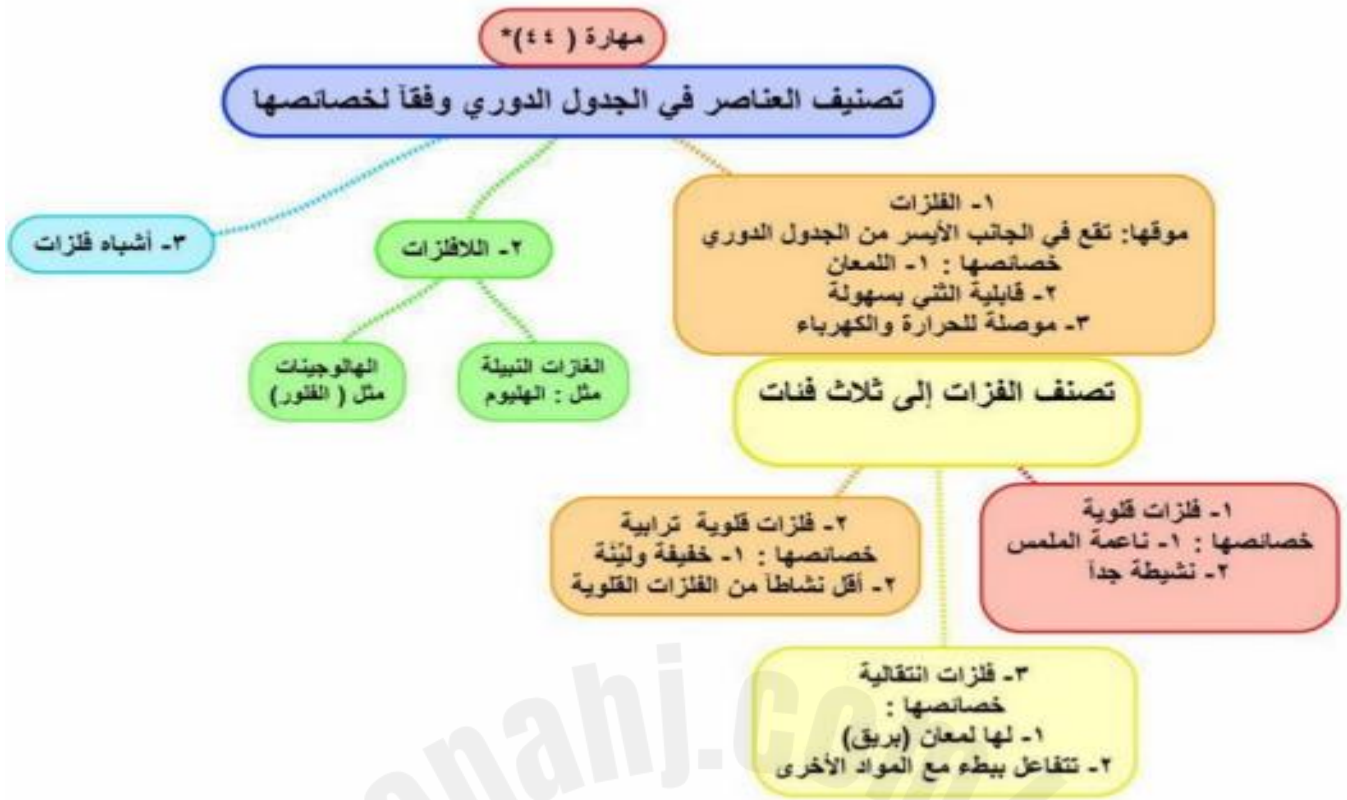 مهارة ( ٤٤)*
تصنيف العناصر في الجدول الدوري وفقاً لخصائصها
١- الفلزات
موقها: تقع في الجانب الأيسر من الجدول الدوري
خصائصها : ١- اللمعان
٢- قابلية الثني بسهولة
٣- موصلة للحرارة والكهرباء
٢- اللافلزات
٣- أشباه فلزات
الغازات النبيلة
مثل : الهليوم
الهالوجينات
مثل ( الفلور)
تصنف الفزات إلى ثلاث فئات
١- فلزات قلوية
خصائصها : ١- ناعمة الملمس
٢- نشيطة جداً
٢- فلزات قلوية ترابية
خصائصها : ١- خفيفة وليّنة
٢- أقل نشاطاً من الفلزات القلوية
٣- فلزات انتقالية
خصائصها :
١- لها لمعان (بريق)
٢- تتفاعل ببطء مع المواد الأخرى